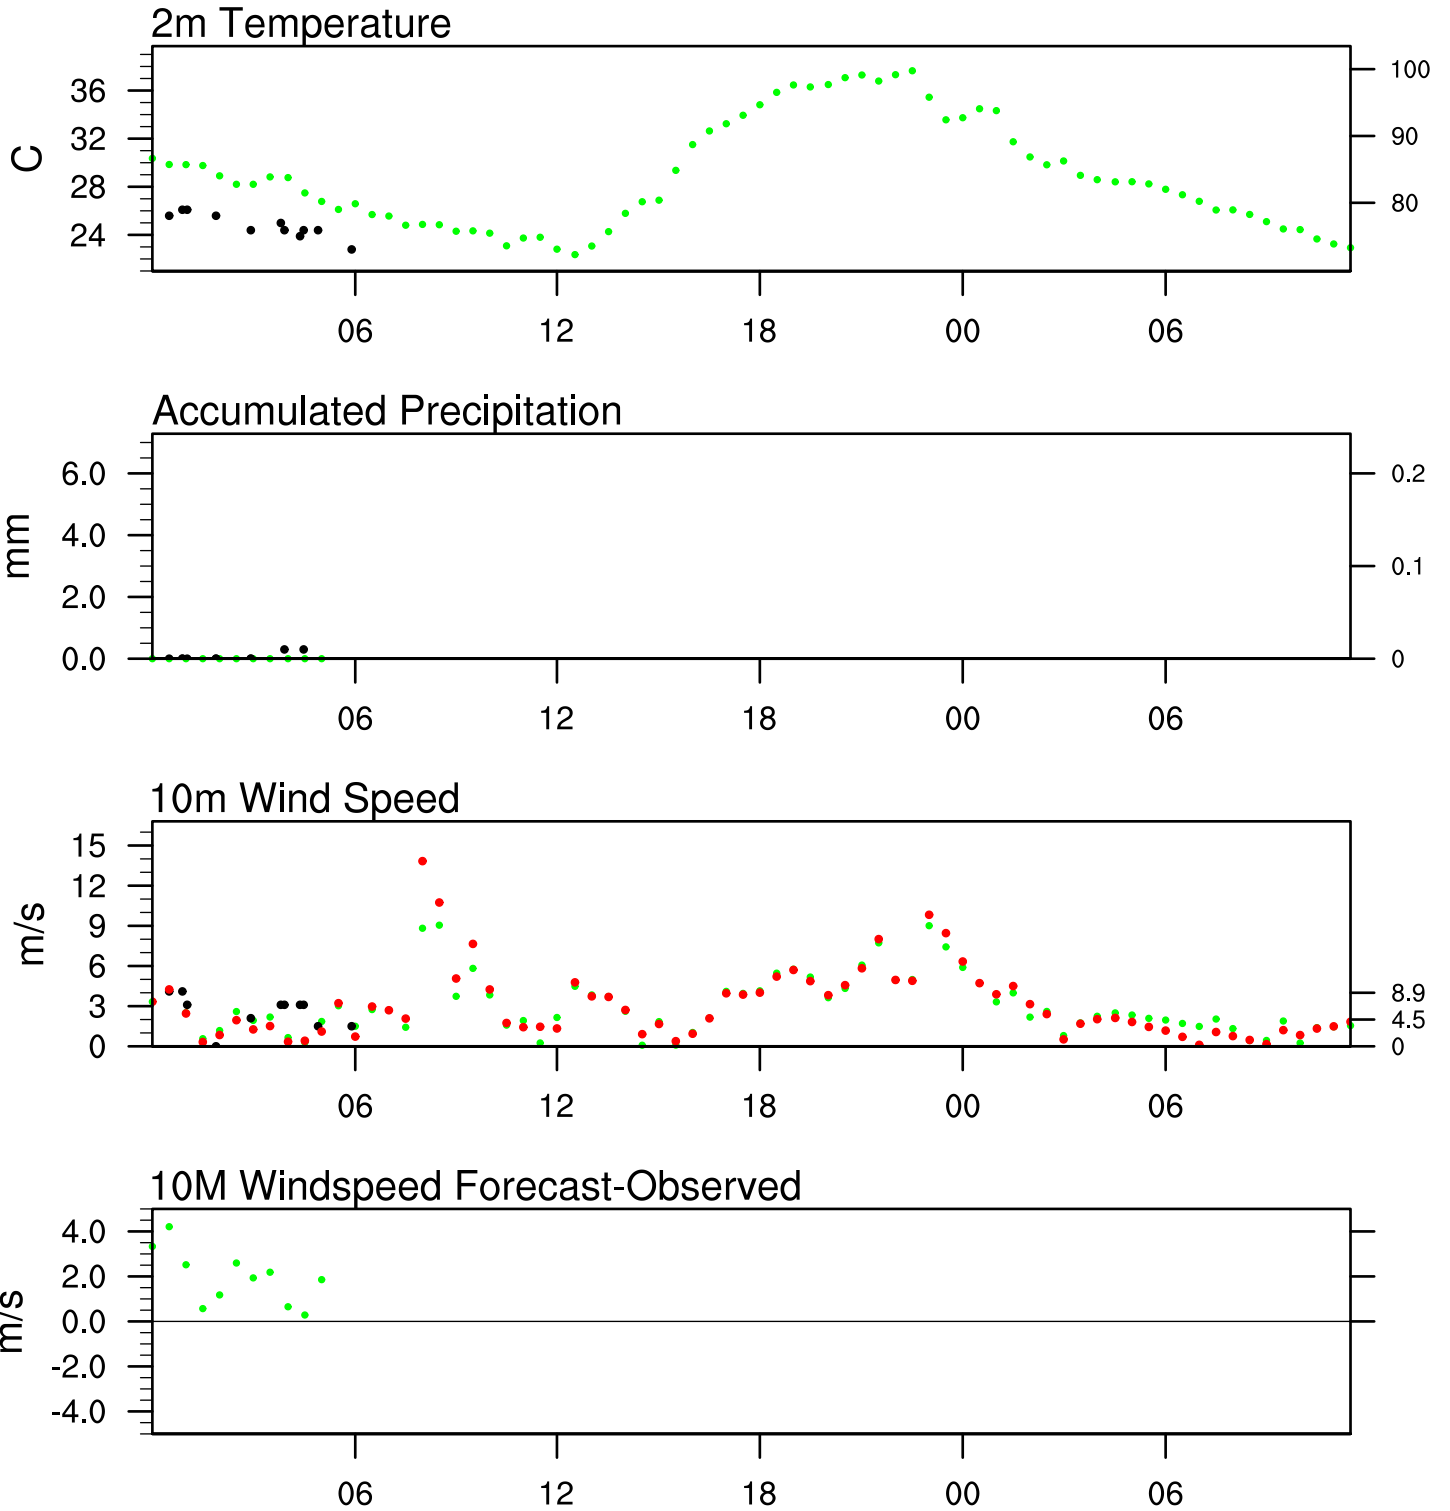 2m Temperature
C
36 100
32 90
28 80
24
06 12 18 00 06
Accumulated Precipitation
mm
6.0 0.2
4.0 0.1
2.0
0.0 0
06 12 18 00 06
10m Wind Speed
m/s
15
12
9
6
3 8.9
4.5
0 0
06 12 18 00 06
10M Windspeed Forecast-Observed
m/s
4.0
2.0
0.0
-2.0
-4.0
06 12 18 00 06